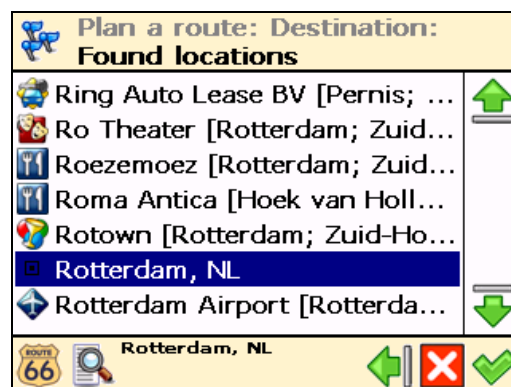 Plan a route: Destination:
Found locations
Ring Auto Lease BV [Pernis; ...
Ro Theater [Rotterdam; Zuid...
Roezemoez [Rotterdam; Zuid...
Roma Antica [Hoek van Holl...
Rotown [Rotterdam; Zuid-Ho...
Rotterdam, NL
Rotterdam Airport [Rotterda...
ROUTE
66
Rotterdam, NL